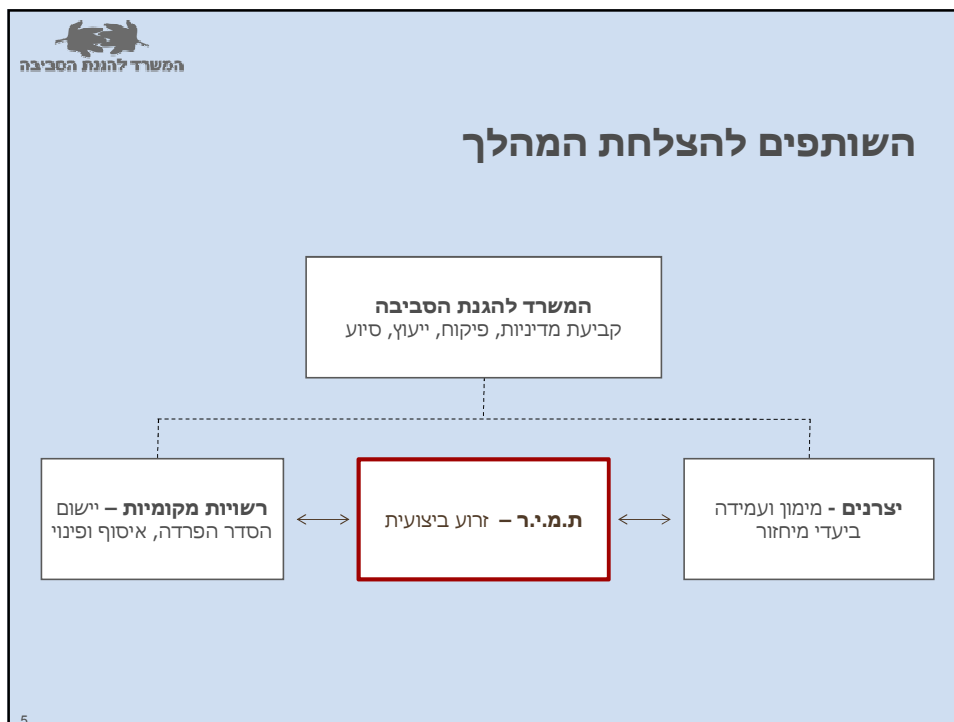 המשרד להגנת הסביבה
השותפים להצלחת המהלך
המשרד להגנת הסביבה
קביעת מדיניות, פיקוח, ייעוץ, סיוע
יצרנים - מימון ועמידה
ביעדי מיחזור
ת.מ.י.ר – זרוע ביצועית
רשויות מקומיות – יישום
הסדר הפרדה, איסוף ופינוי
5